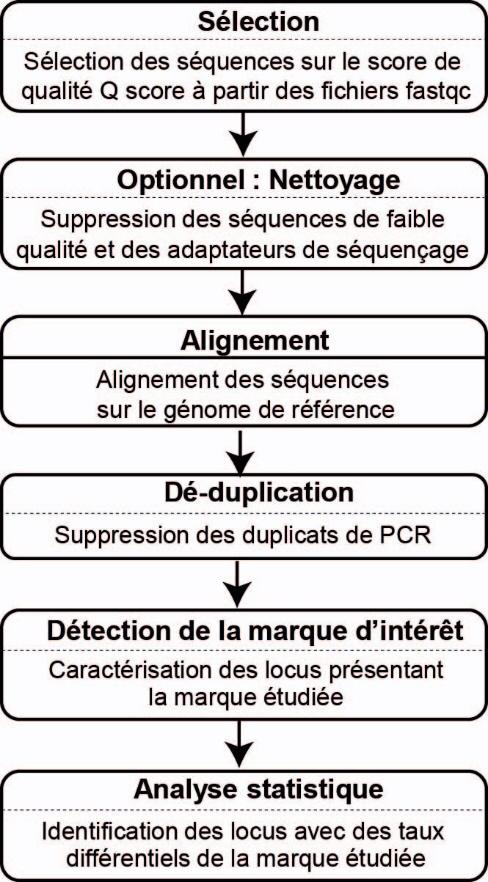 Sélection
Sélection des séquences sur le score de
qualité Q score à partir des fichiers fastqc
Optionnel : Nettoyage
Suppression des séquences de faible
qualité et des adaptateurs de séquençage
Alignement
Alignement des séquences
sur le génome de référence
Dé-duplication
Suppression des duplicats de PCR
Détection de la marque d'intérêt
Caractérisation des locus présentant
la marque étudiée
Analyse statistique
Identification des locus avec des taux
différentiels de la marque étudiée